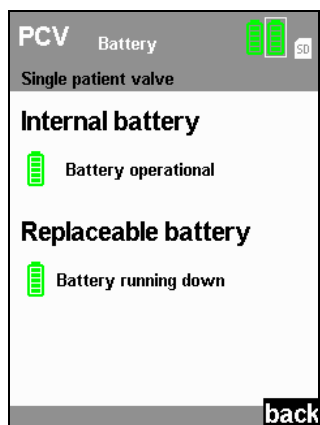 PCV Battery SD
Single patient valve
Internal battery
Battery operational
Replaceable battery
Battery running down
back